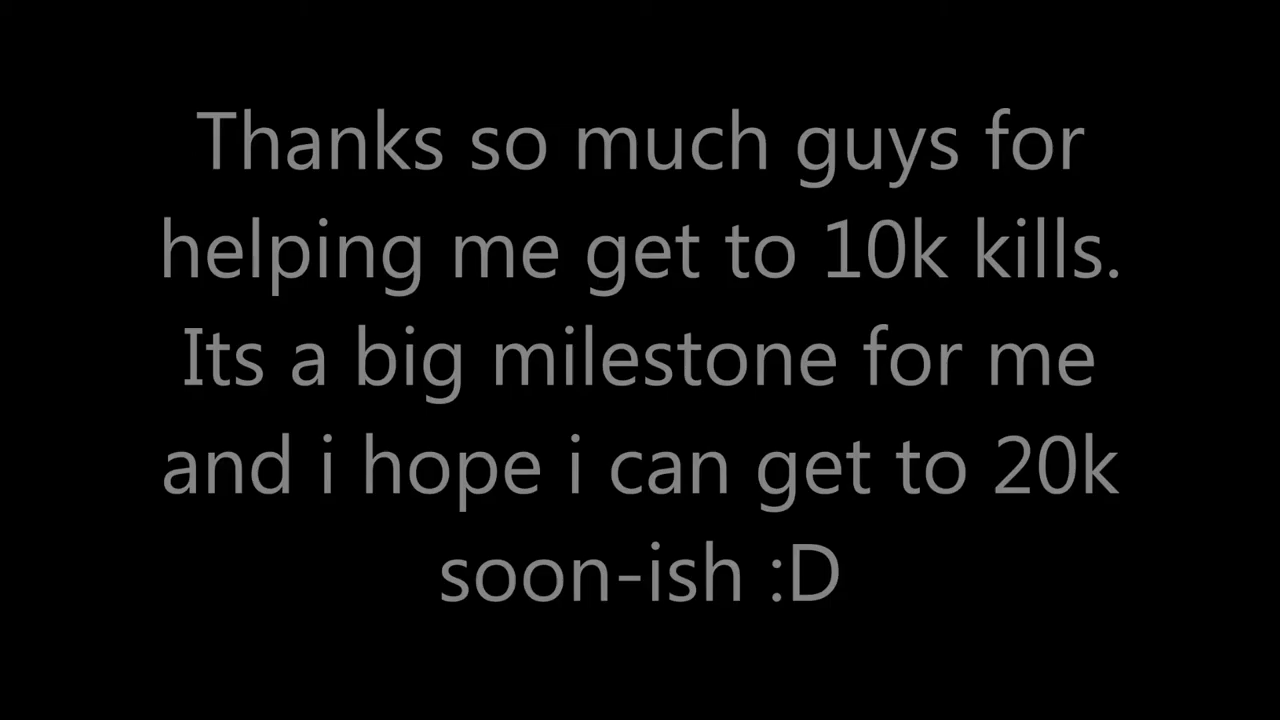 Thanks so much guys for
helping me get to 10k kills.
Its a big milestone for me
and i hope i can get to 20k
soon-ish :D